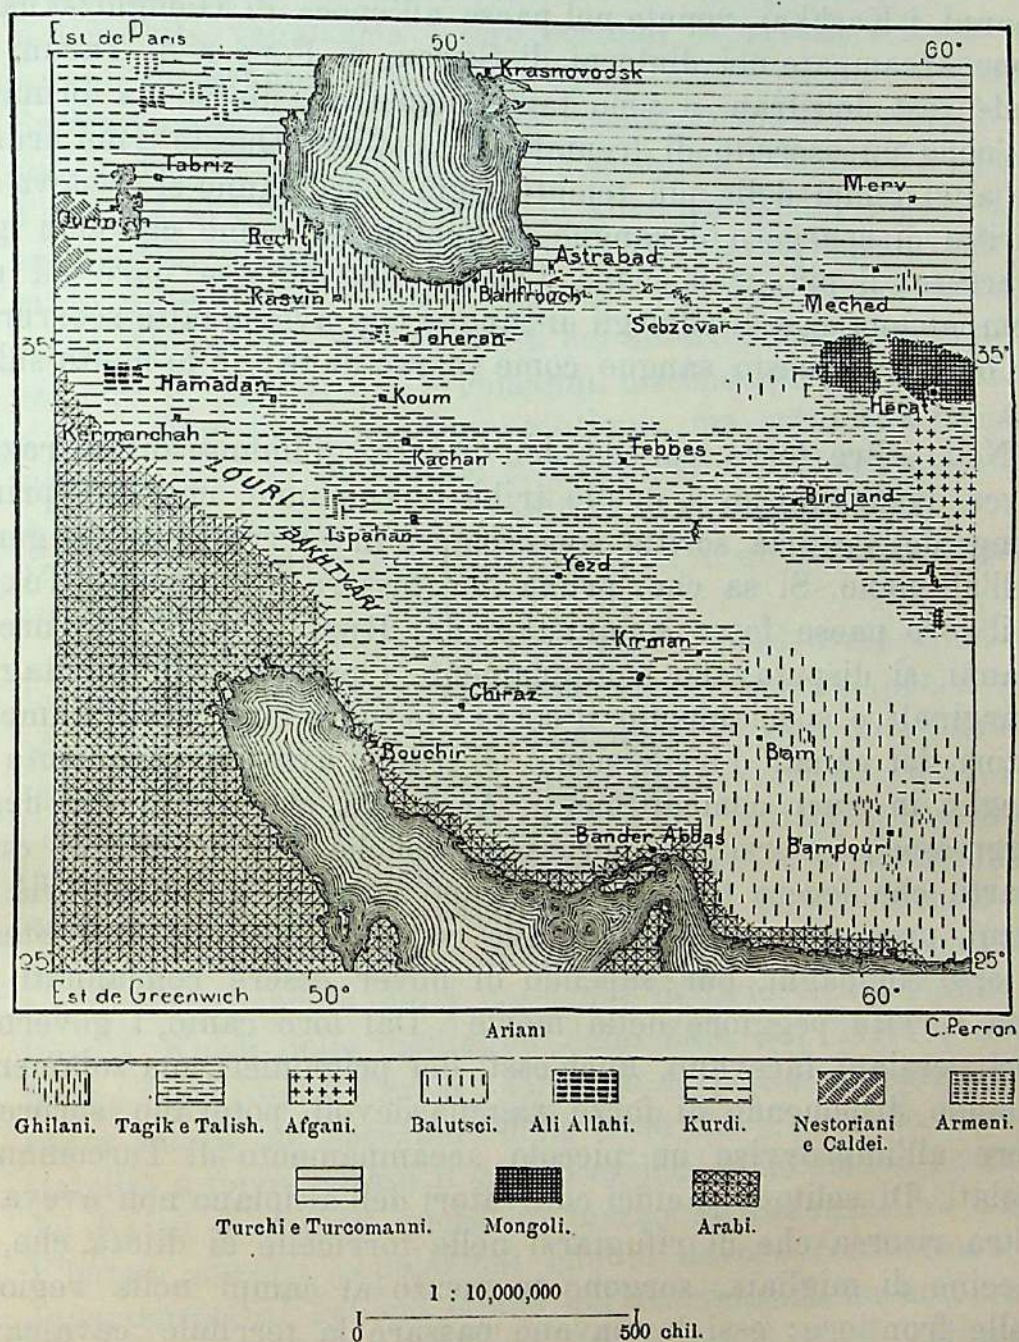 Est de Paris
50°
60°
Krasnovodsk
Tabriz
Merv
Ourmieh
Recht
Astrabad
Kasvin
Barfrouch
Mechad
Sebzevar
Teheran
35°
35°
Hamadan
Koum
Herat
Kermanchah
Kachan
Tebbes
LOURI
Birdjand
Ispahan
BAKHTYARI
Yezd
Kirman
Chiraz
Bouchir
Bam
Bander Abbas
Bampour
25°
25°
Est de Greenwich
50°
60°
Ariani
C. Perron
Ghilani.
Tagik e Talish.
Afgani.
Balutsci.
Ali Allahi.
Kurdi.
Nestoriani
e Caldei.
Armeni.
Turchi e Turcomanni.
Mongoli.
Arabi.
1 : 10,000,000
0
500 chil.